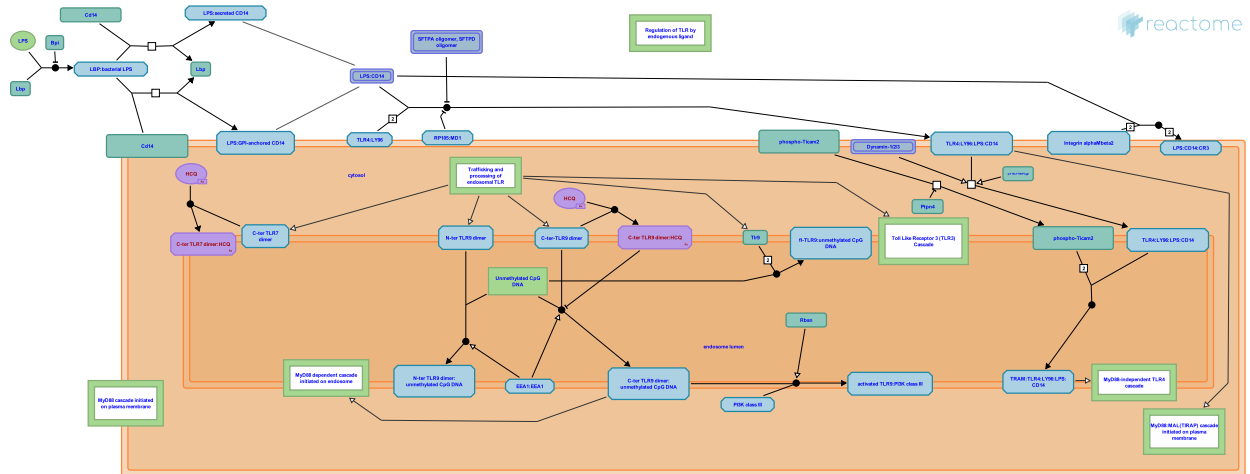 reactome
Cd14
LPS:secreted CD14
Regulation of TLR by
endogenous ligand
SFTPA oligomer, SFTPD
oligomer
LPS
Bpi
LBP:bacterial LPS
Lbp
LPS:CD14
Lbp
2
LPS:GPI-anchored CD14
TLR4:LY96
RP105:MD1
2
2
Cd14
phospho-Ticam2
Dynamin-1/2/3
TLR4:LY96:LPS:CD14
Integrin alphaMbeta2
LPS:CD14:CR3
cytosol
HCQ
Trafficking and
processing of
endosomal TLR
HCQ
Ptpn4
C-ter TLR7 dimer:HCQ
C-ter TLR7
dimer
N-ter TLR9 dimer
C-ter-TLR9 dimer
C-ter TLR9 dimer:HCQ
Tlr9
fl-TLR9:unmethylated CpG
DNA
Toll Like Receptor 3 (TLR3)
Cascade
phospho-Ticam2
TLR4:LY96:LPS:CD14
2
2
Unmethylated CpG
DNA
Rban
endosome lumen
MyD88 dependent cascade
initiated on endosome
N-ter TLR9 dimer:
unmethylated CpG DNA
EEA1:EEA1
C-ter TLR9 dimer:
unmethylated CpG DNA
PI3K class III
activated TLR9:PI3K class III
TRAM:TLR4:LY96:LPS:
CD14
MyD88-independent TLR4
cascade
MyD88 cascade initiated
on plasma membrane
MyD88:MAL(TIRAP) cascade
initiated on plasma
membrane